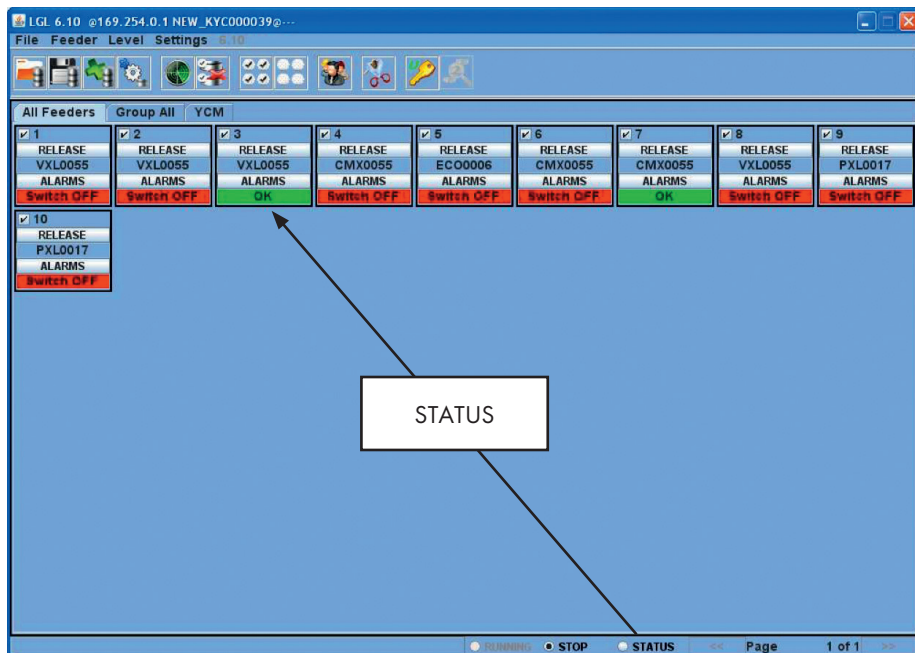 LGL 6.10 @169.254.0.1 NEW_KYC000039@---
File Feeder Level Settings 6.10
All Feeders Group All YCM
1 2 3 4 5 6 7 8 9
RELEASE RELEASE RELEASE RELEASE RELEASE RELEASE RELEASE RELEASE RELEASE
VXL0055 VXL0055 VXL0055 CMX0055 ECO0006 CMX0055 CMX0055 VXL0055 PXL0017
ALARMS ALARMS ALARMS ALARMS ALARMS ALARMS ALARMS ALARMS ALARMS
Switch OFF Switch OFF OK Switch OFF Switch OFF Switch OFF OK Switch OFF Switch OFF
10
RELEASE
PXL0017
ALARMS
Switch OFF
STATUS
RUNNING STOP STATUS << Page 1 of 1 >>